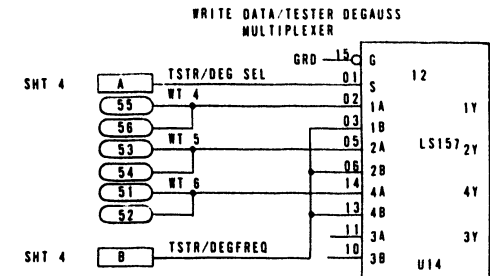 WRITE DATA/TESTER DEGAUSS
MULTIPLEXER
GRD 15 G
SHT 4 A TSTR/DEG SEL 01 S 12
55 WT 4 02 1A 1Y
56 03 1B
53 WT 5 05 2A LS157 2Y
54 06 2B
51 WT 6 14 4A 4Y
52 13 4B
11 3A 3Y
SHT 4 B TSTR/DEGFREQ 10 3B
U14